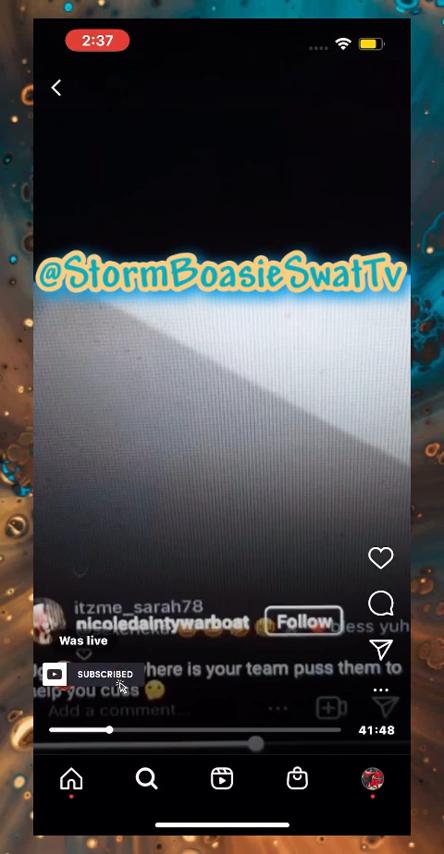 2:37
@StormBoasieSwatTv
itzme_sarah78
nicoledaintywarboat
Follow
bless yuh
Was live
here is your team puss them to
SUBSCRIBED
help you cuss
Add a comment...
41:48